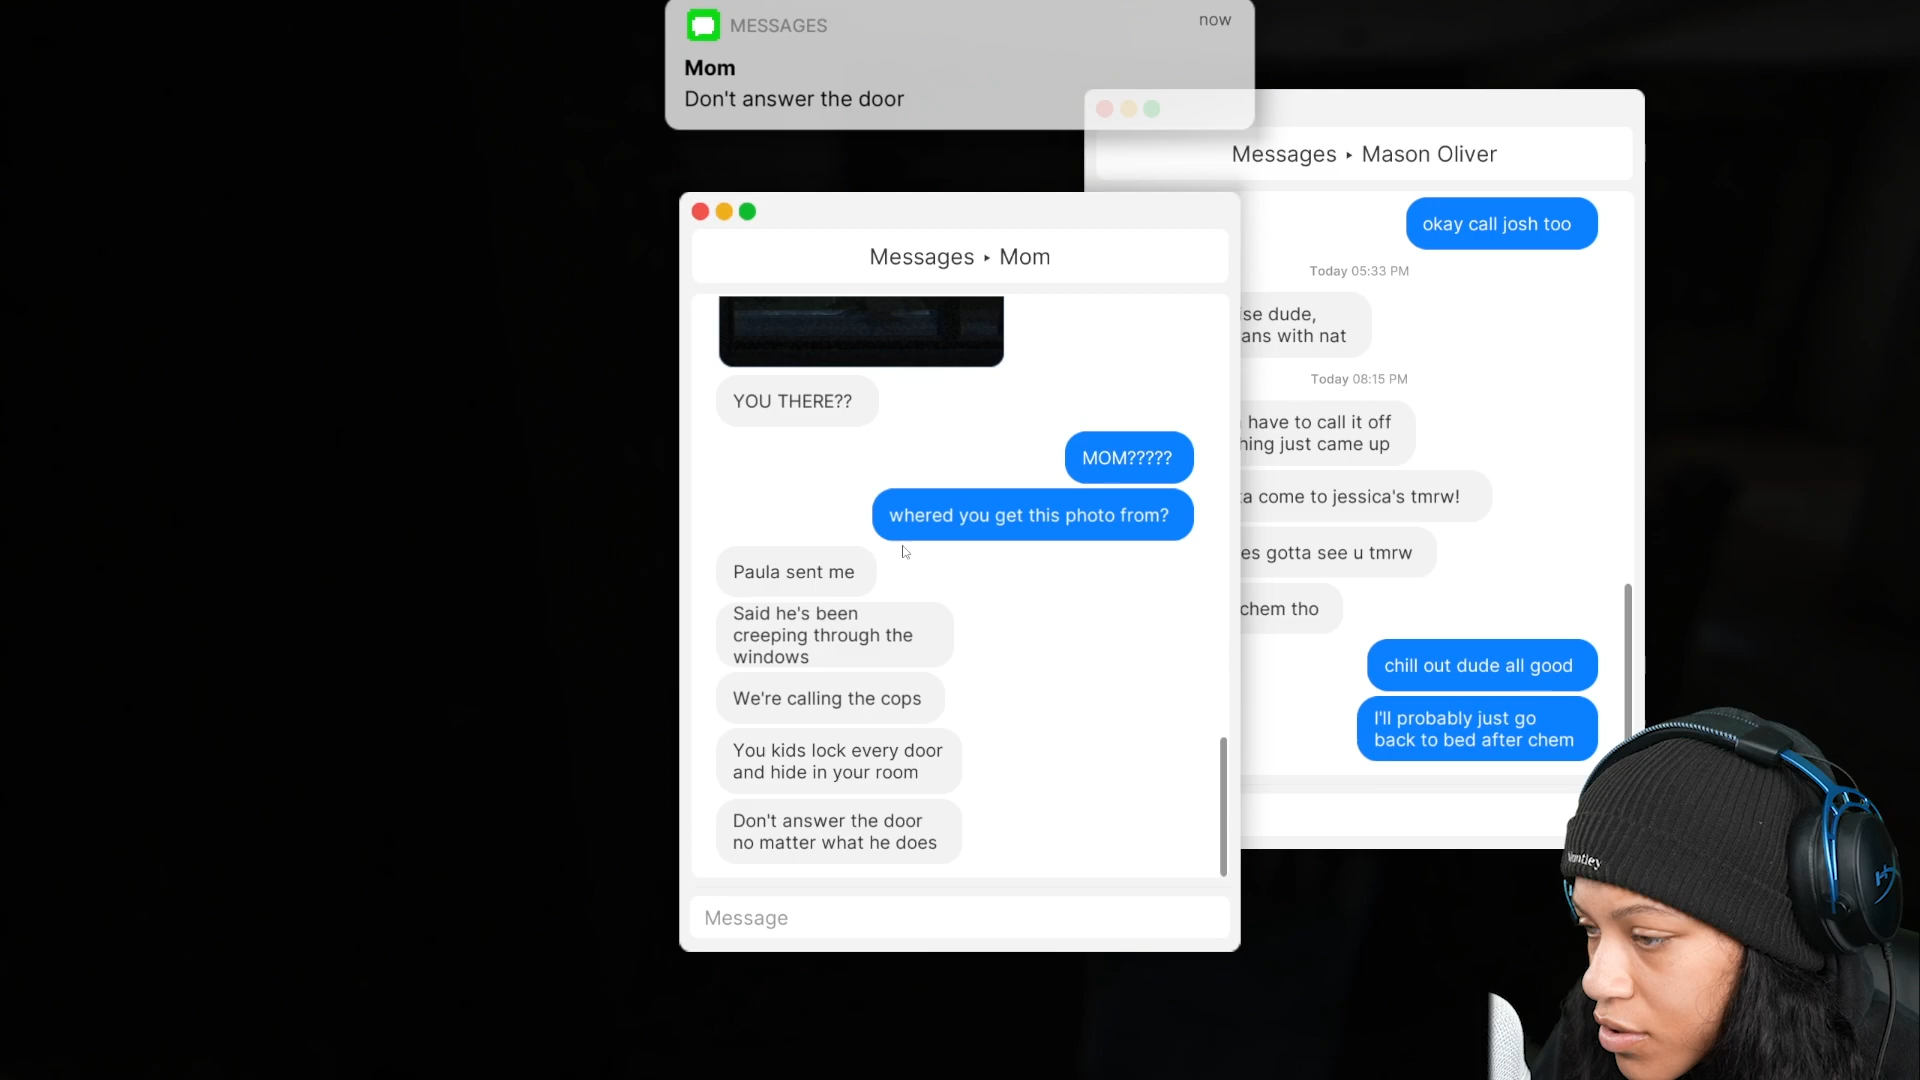 MESSAGES
now
Mom
Don't answer the door
Messages ▸ Mason Oliver
okay call josh too
Today 05:33 PM
dude,
with nat
Today 08:15 PM
have to call it off
just came up
come to jessica's tmrw!
gotta see u tmrw
chem tho
chill out dude all good
I'll probably just go
back to bed after chem
Messages ▸ Mom
YOU THERE??
MOM?????
whered you get this photo from?
Paula sent me
Said he's been
creeping through the
windows
We're calling the cops
You kids lock every door
and hide in your room
Don't answer the door
no matter what he does
Message